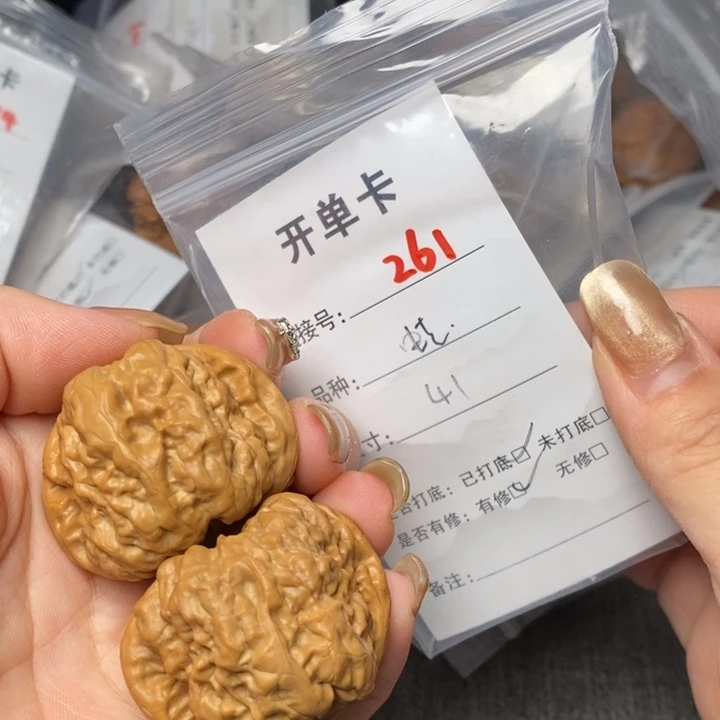 开单卡
接号: 261
品种: 
寸: 41
否打底: 已打底☑ 未打底☐
是否有修: 有修☑ 无修☐
备注: